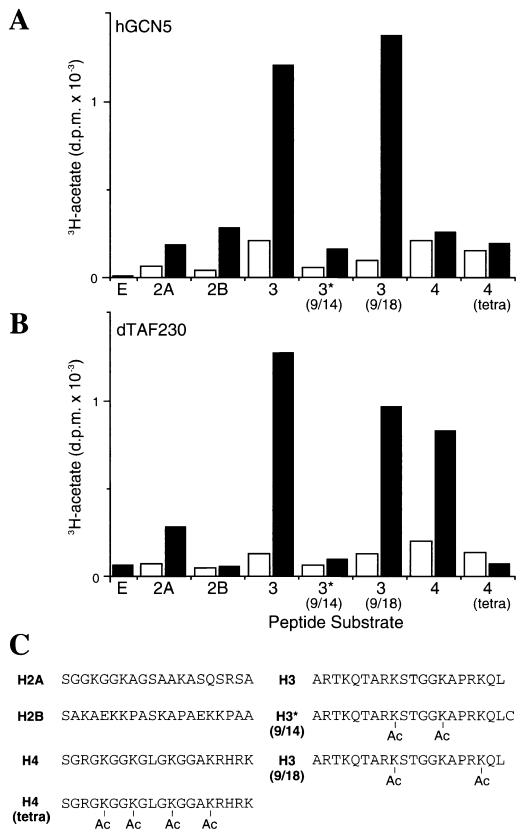 A
hGCN5
³H-acetate (d.p.m. x 10⁻³)
1
0
E 2A 2B 3 3* 3 4 4
(9/14) (9/18) (tetra)
B
dTAF230
³H-acetate (d.p.m. x 10⁻³)
1
0
E 2A 2B 3 3* 3 4 4
(9/14) (9/18) (tetra)
Peptide Substrate
C
H2A SGGKGGKAGSAAKASQSRSA
H2B SAKAEKKPASKAPAEKKPAA
H4 SGRGKGGKGLGKGGAKRHRK
H4 SGRGKGGKGLGKGGAKRHRK
(tetra) Ac Ac Ac Ac
H3 ARTKQTARKSTGGKAPRKQL
H3* ARTKQTARKSTGGKAPRKQLC
(9/14) Ac Ac
H3 ARTKQTARKSTGGKAPRKQL
(9/18) Ac Ac